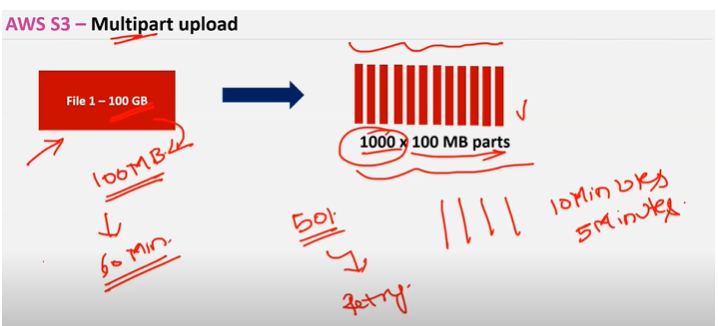 AWS S3 – Multipart upload
File 1 – 100 GB
1000 x 100 MB parts
100MB
60 Min.
50%
Retry.
10 Minutes
5 Minutes.